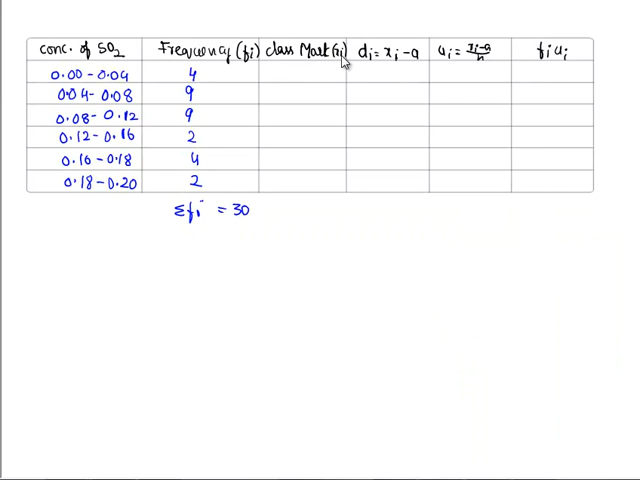 conc. of SO2 Frequency (fi) class Mark (xi) di = xi - a ui = xi-a/h fi ui
0.00 - 0.04 4
0.04 - 0.08 9
0.08 - 0.12 9
0.12 - 0.16 2
0.16 - 0.18 4
0.18 - 0.20 2
Σfi = 30